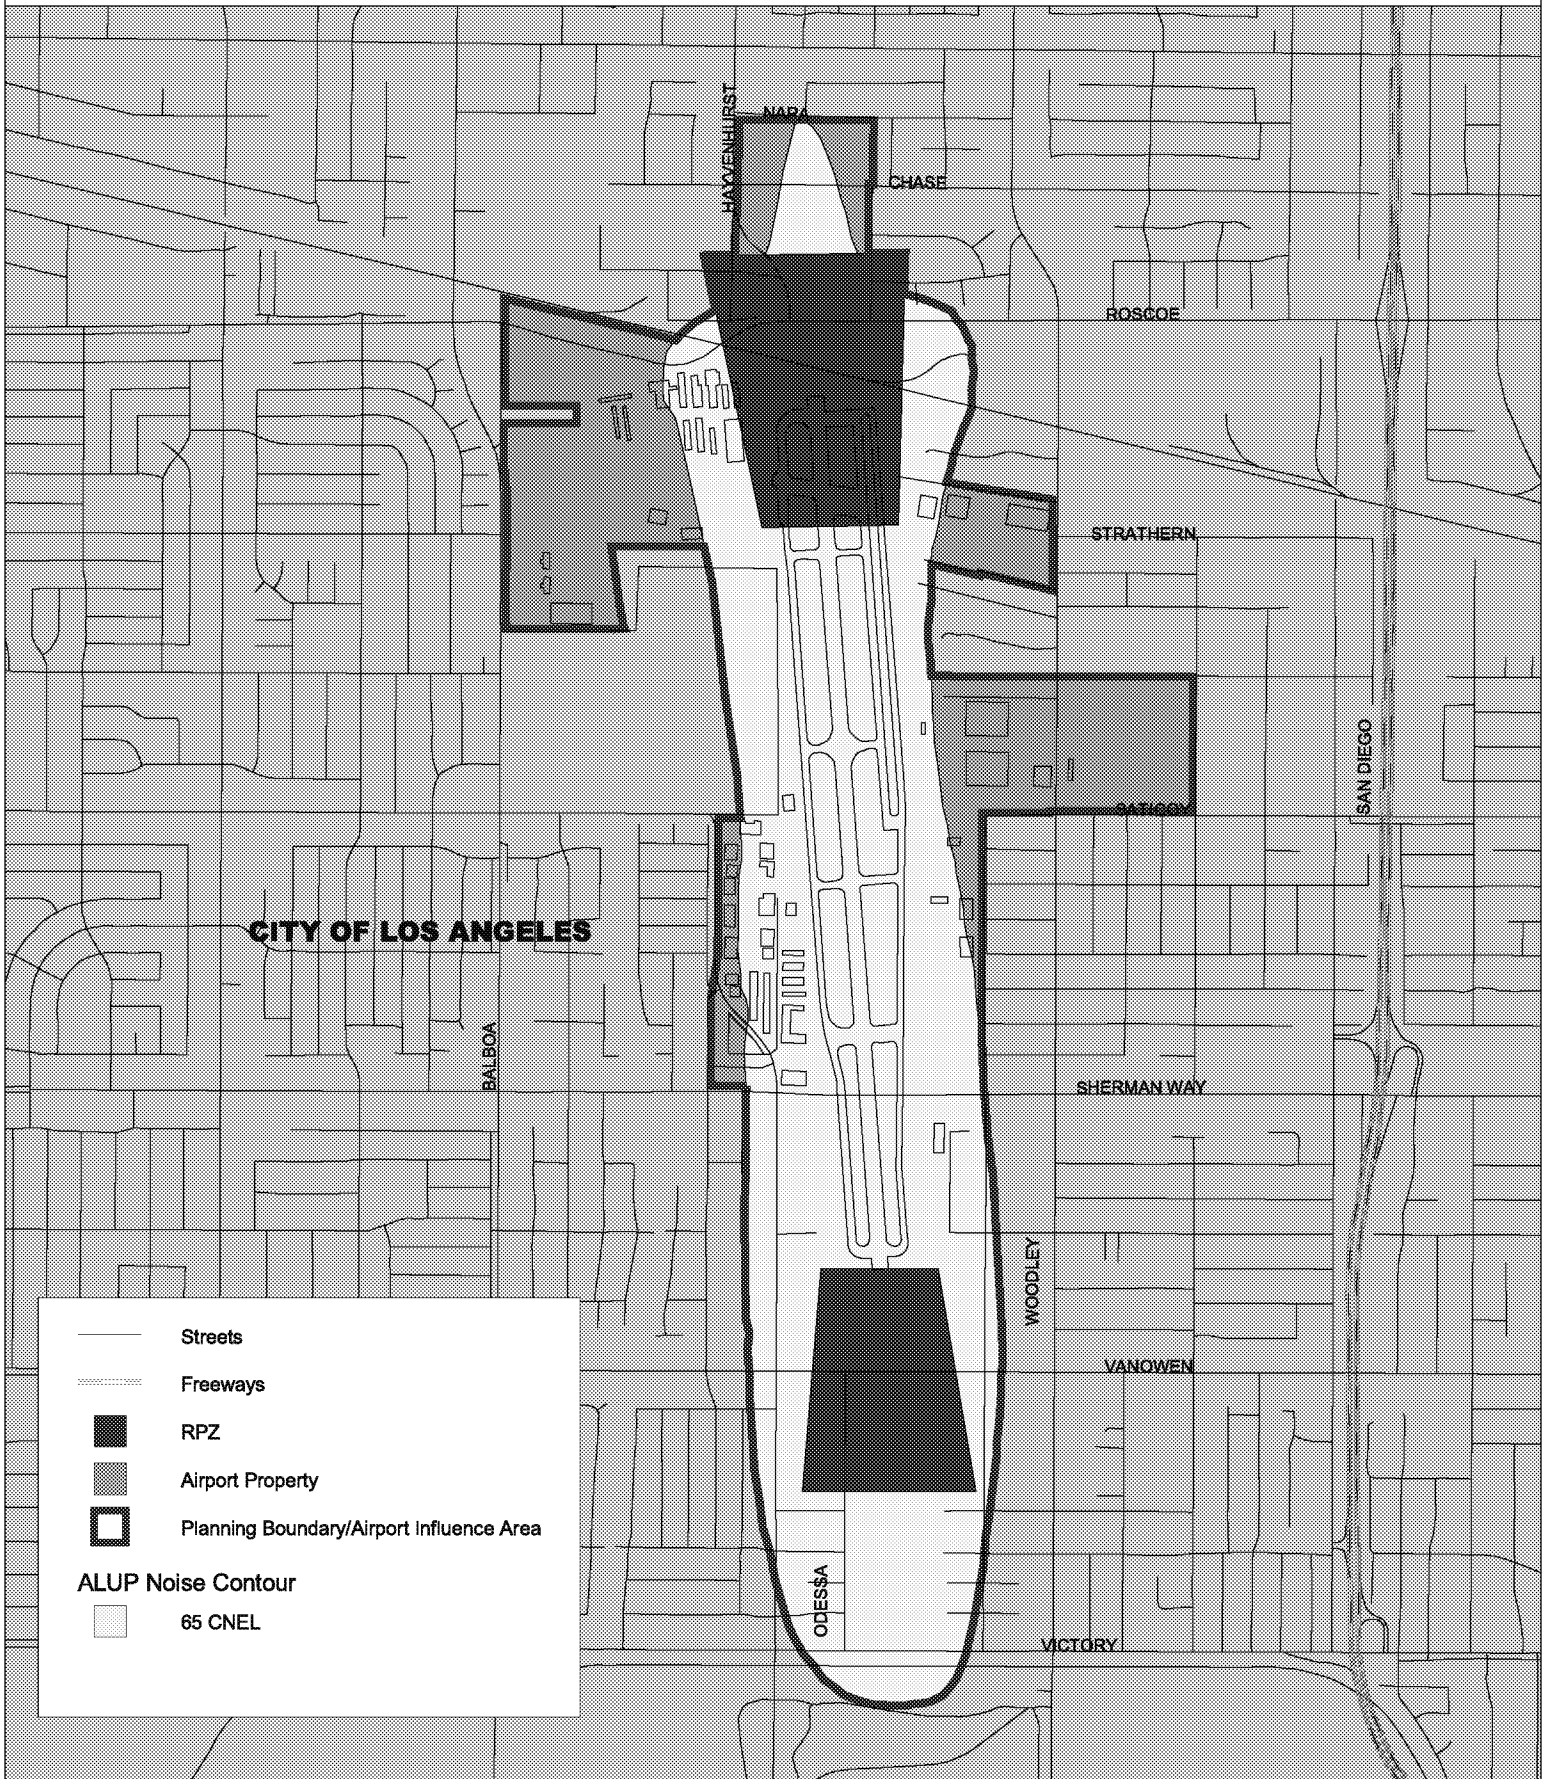 HAYVENHURST
NAPA
CHASE
ROSCOE
STRATHERN
SAN DIEGO
SATICOY
CITY OF LOS ANGELES
BALBOA
SHERMAN WAY
WOODLEY
VANOWEN
ODESSA
VICTORY
Streets
Freeways
RPZ
Airport Property
Planning Boundary/Airport Influence Area
ALUP Noise Contour
65 CNEL